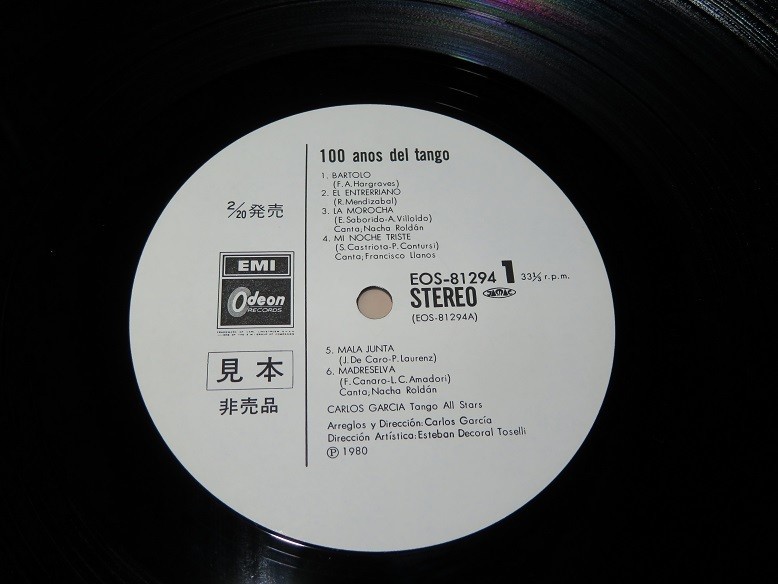 100 anos del tango
1. BARTOLO
(F.A.Hargraves)
2. EL ENTRERRIANO
(R.Mendizabal)
3. LA MOROCHA
(E.Saborido-A.Villoldo)
Canta;Nacha Roldán
4. MI NOCHE TRISTE
(S.Castriota-P.Contursi)
Canta;Francisco Llanos
2/20発売
EMI
Odeon
RECORDS
EOS-81294 1 33⅓ r.p.m.
STEREO
(EOS-81294A)
見本
非売品
5. MALA JUNTA
(J.De Caro-P.Laurenz)
6. MADRESELVA
(F.Canaro-L.C.Amadori)
Canta;Nacha Roldán
CARLOS GARCIA Tango All Stars
Arreglos y Dirección:Carlos García
Dirección Artística:Esteban Decoral Toselli
Ⓟ 1980